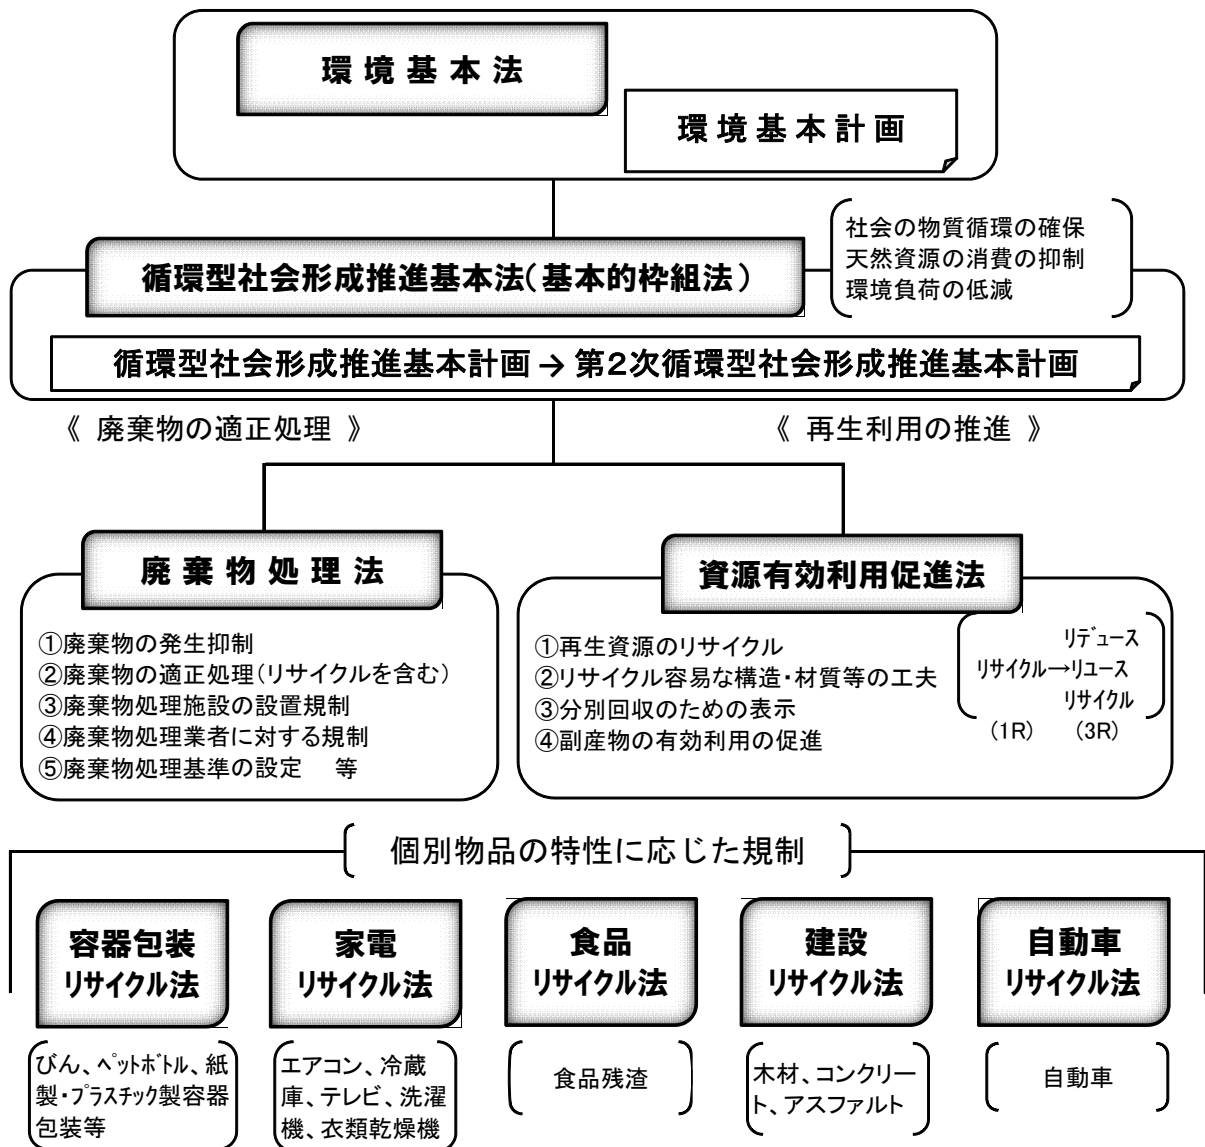 環境基本法
環境基本計画
社会の物質循環の確保
天然資源の消費の抑制
環境負荷の低減
循環型社会形成推進基本法(基本的枠組法)
循環型社会形成推進基本計画→第2次循環型社会形成推進基本計画
《 廃棄物の適正処理 》
《 再生利用の推進 》
廃棄物処理法
①廃棄物の発生抑制
②廃棄物の適正処理(リサイクルを含む)
③廃棄物処理施設の設置規制
④廃棄物処理業者に対する規制
⑤廃棄物処理基準の設定 等
資源有効利用促進法
①再生資源のリサイクル
②リサイクル容易な構造・材質等の工夫
③分別回収のための表示
④副産物の有効利用の促進
リデュース
リサイクル→リユース
リサイクル
(1R) (3R)
個別物品の特性に応じた規制
容器包装
リサイクル法
びん、ペットボトル、紙
製・プラスチック製容器
包装等
家電
リサイクル法
エアコン、冷蔵
庫、テレビ、洗濯
機、衣類乾燥機
食品
リサイクル法
食品残渣
建設
リサイクル法
木材、コンクリー
ト、アスファルト
自動車
リサイクル法
自動車